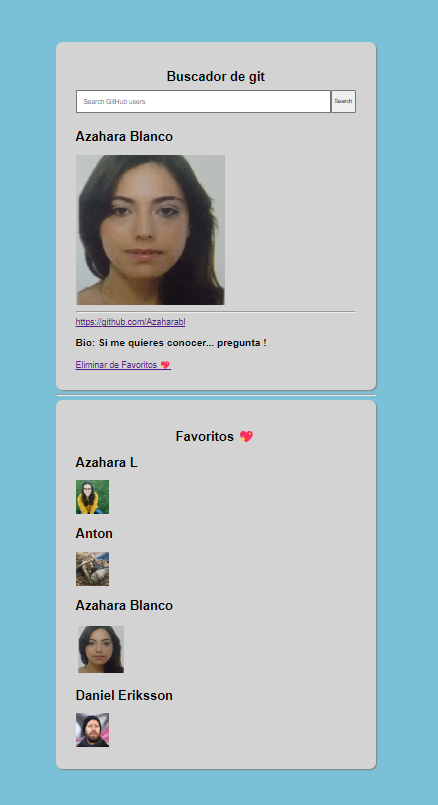 Buscador de git
Search GitHub users
Search
Azahara Blanco
https://github.com/Azaharabl
Bio: Si me quieres conocer... pregunta !
Eliminar de Favoritos 💖
Favoritos 💖
Azahara L
Anton
Azahara Blanco
Daniel Eriksson